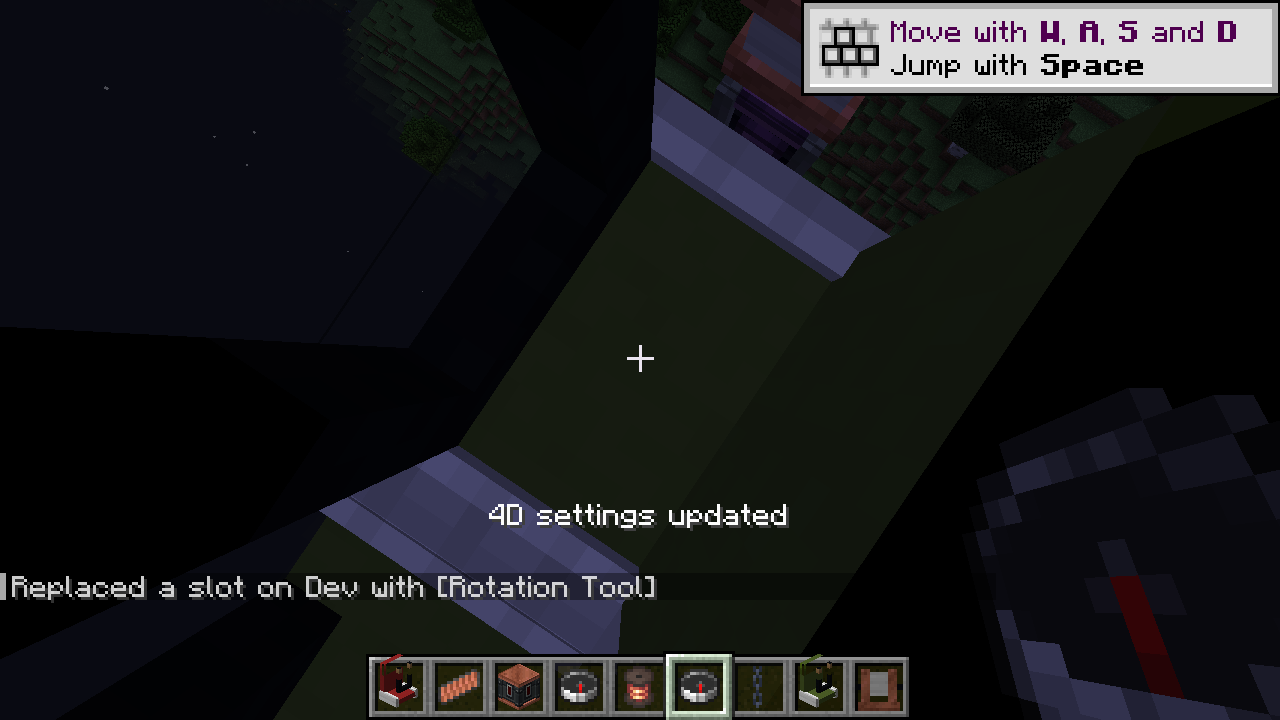 Move with W, A, S and D
Jump with Space
4D settings updated
Replaced a slot on Dev with [Rotation Tool]